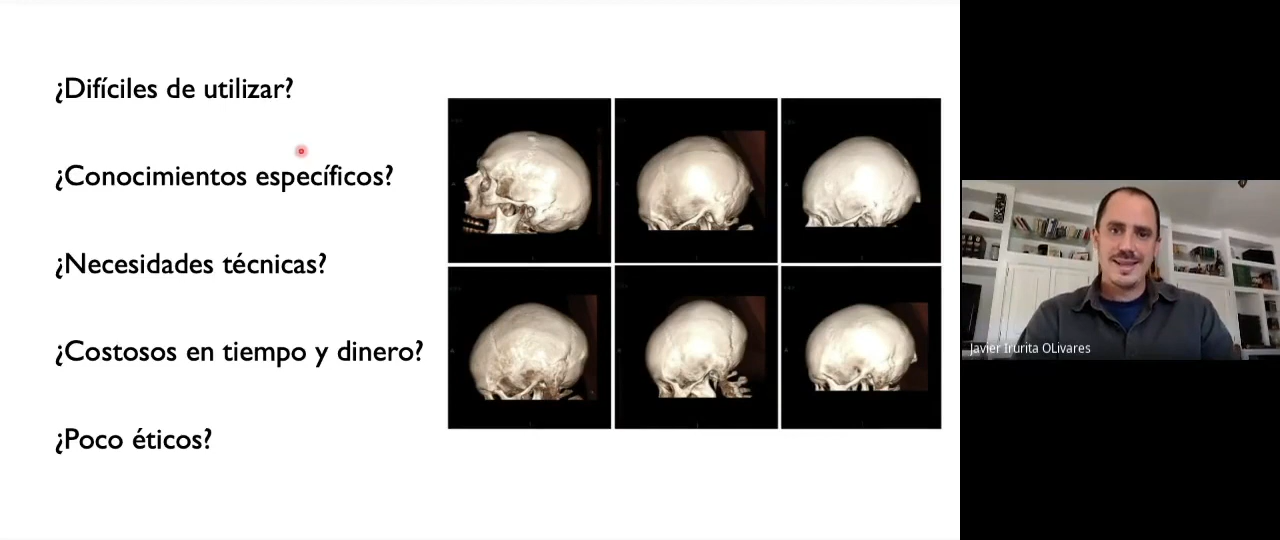 ¿Difíciles de utilizar?
¿Conocimientos específicos?
¿Necesidades técnicas?
¿Costosos en tiempo y dinero?
¿Poco éticos?
Javier Irurita OLivares